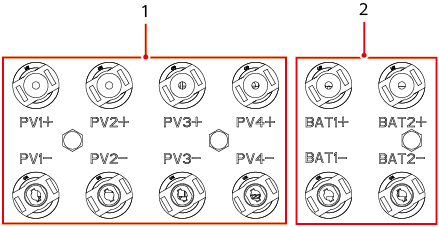 1 2
PV1+ PV2+ PV3+ PV4+ BAT1+ BAT2+
PV1- PV2- PV3- PV4- BAT1- BAT2-